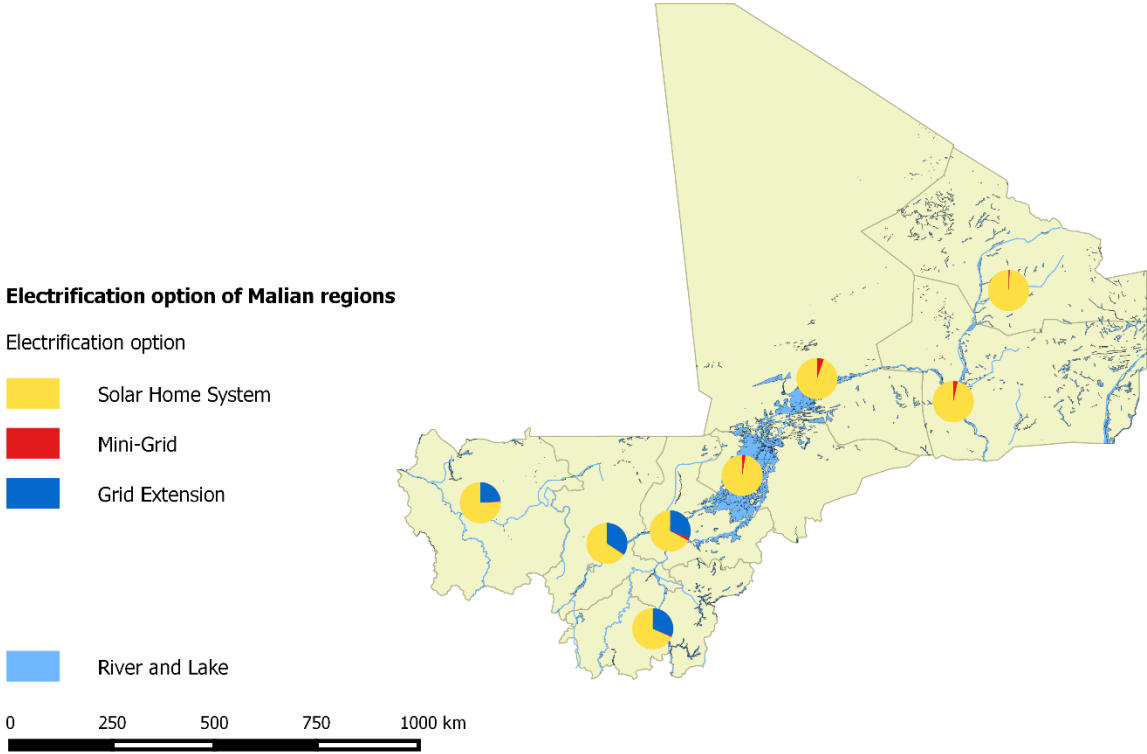 Electrification option of Malian regions
Electrification option
Solar Home System
Mini-Grid
Grid Extension
River and Lake
0 250 500 750 1000 km